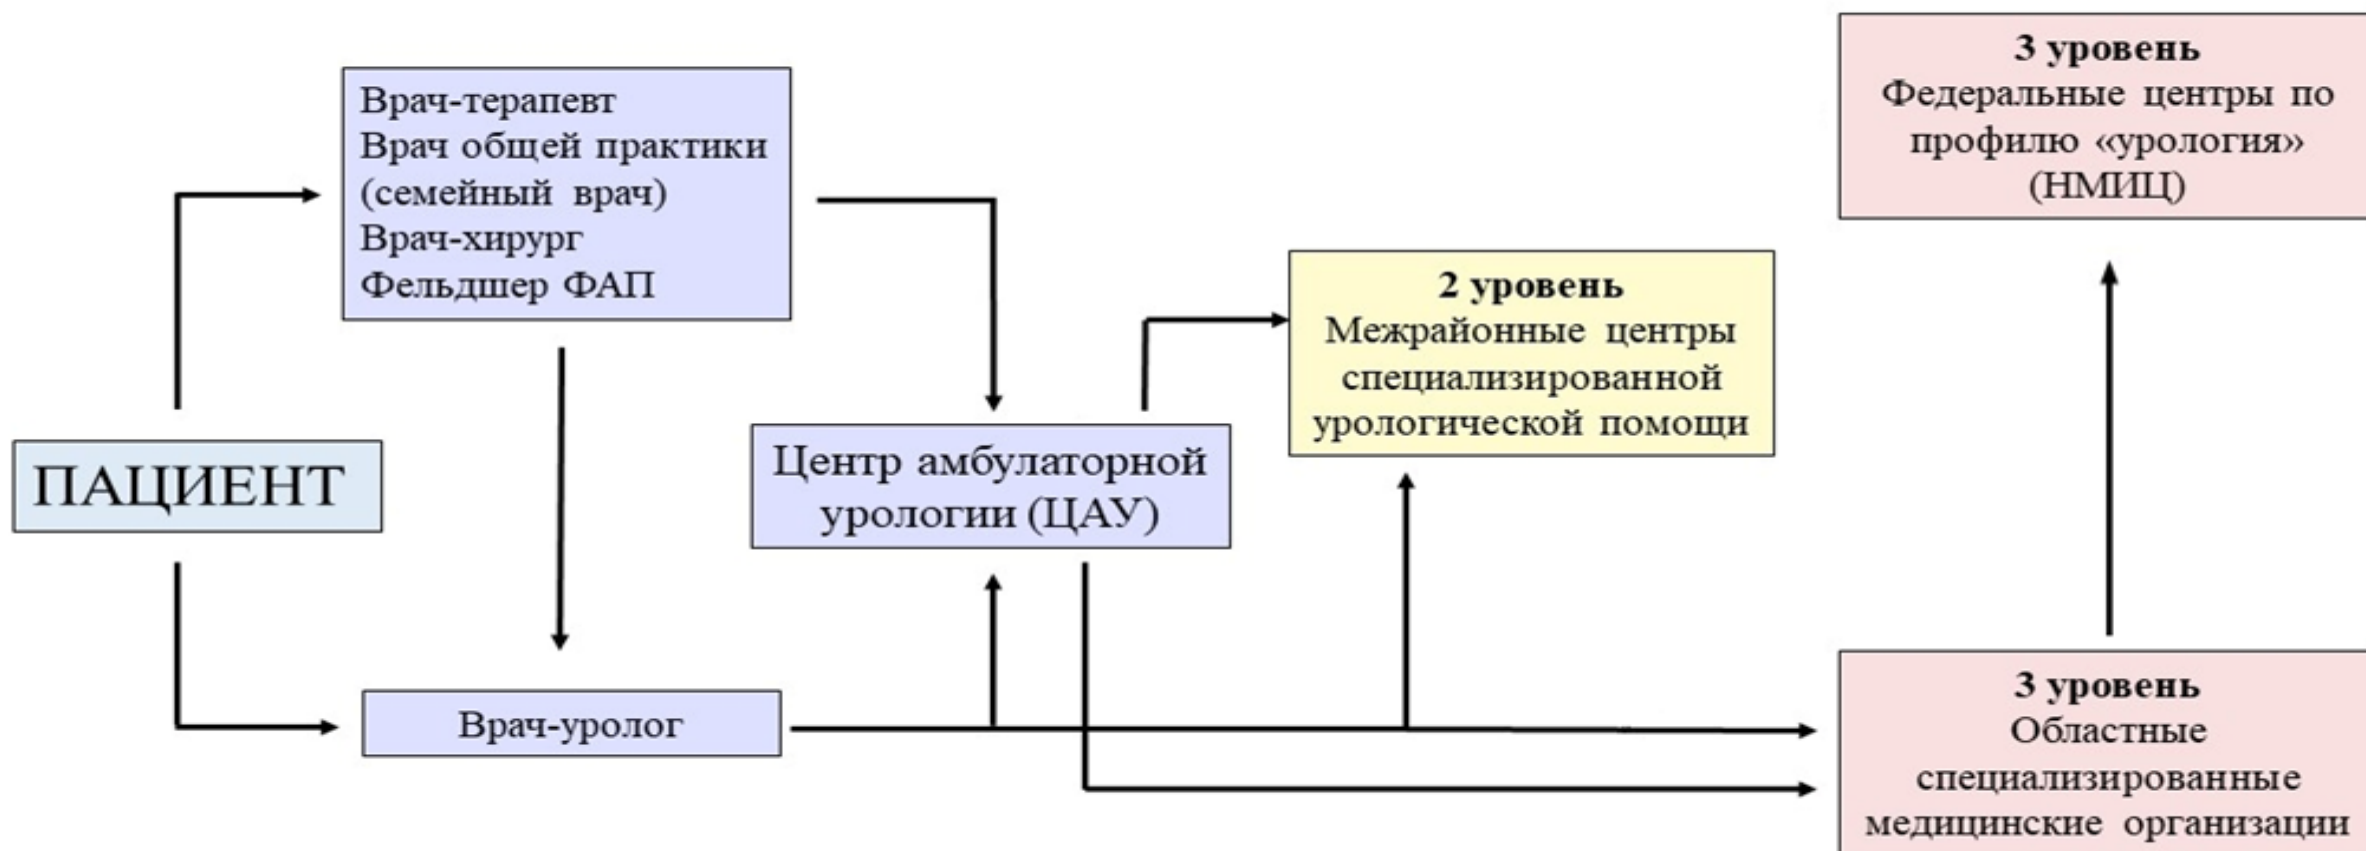 ПАЦИЕНТ
Врач-терапевт
Врач общей практики
(семейный врач)
Врач-хирург
Фельдшер ФАП
Врач-уролог
Центр амбулаторной
урологии (ЦАУ)
2 уровень
Межрайонные центры
специализированной
урологической помощи
3 уровень
Федеральные центры по
профилю «урология»
(НМИЦ)
3 уровень
Областные
специализированные
медицинские организации